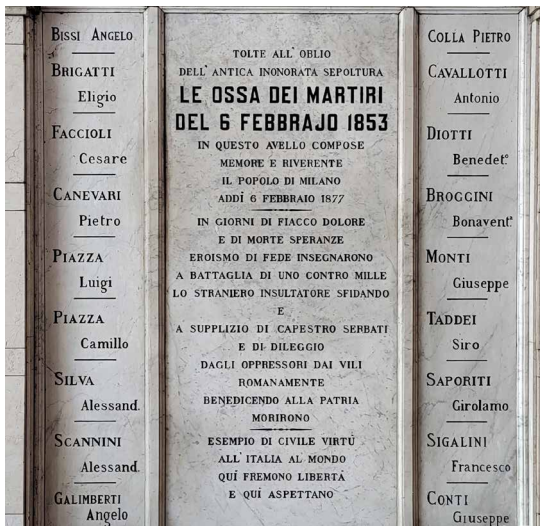 BISSI ANGELO
BRIGATTI
Eligio
FACCIOLI
Cesare
CANEVARI
Pietro
PIAZZA
Luigi
PIAZZA
Camillo
SILVA
Alessand.
SCANNINI
Alessand.
GALIMBERTI
Angelo
TOLTE ALL' OBLIO
DELL' ANTICA INONORATA SEPOLTURA
LE OSSA DEI MARTIRI
DEL 6 FEBBRAJO 1853
IN QUESTO AVELLO COMPOSE
MEMORE E RIVERENTE
IL POPOLO DI MILANO
ADDÌ 6 FEBBRAIO 1877
IN GIORNI DI FIACCO DOLORE
E DI MORTE SPERANZE
EROISMO DI FEDE INSEGNARONO
A BATTAGLIA DI UNO CONTRO MILLE
LO STRANIERO INSULTATORE SFIDANDO
E
A SUPPLIZIO DI CAPESTRO SERBATI
E DI DILEGGIO
DAGLI OPPRESSORI DAI VILI
ROMANAMENTE
BENEDICENDO ALLA PATRIA
MORIRONO
ESEMPIO DI CIVILE VIRTÙ
ALL' ITALIA AL MONDO
QUÍ FREMONO LIBERTÀ
E QUÍ ASPETTANO
COLLA PIETRO
CAVALLOTTI
Antonio
DIOTTI
Benedet.º
BROGGINI
Bonavent.ª
MONTI
Giuseppe
TADDEI
Siro
SAPORITI
Girolamo
SIGALINI
Francesco
CONTI
Giuseppe